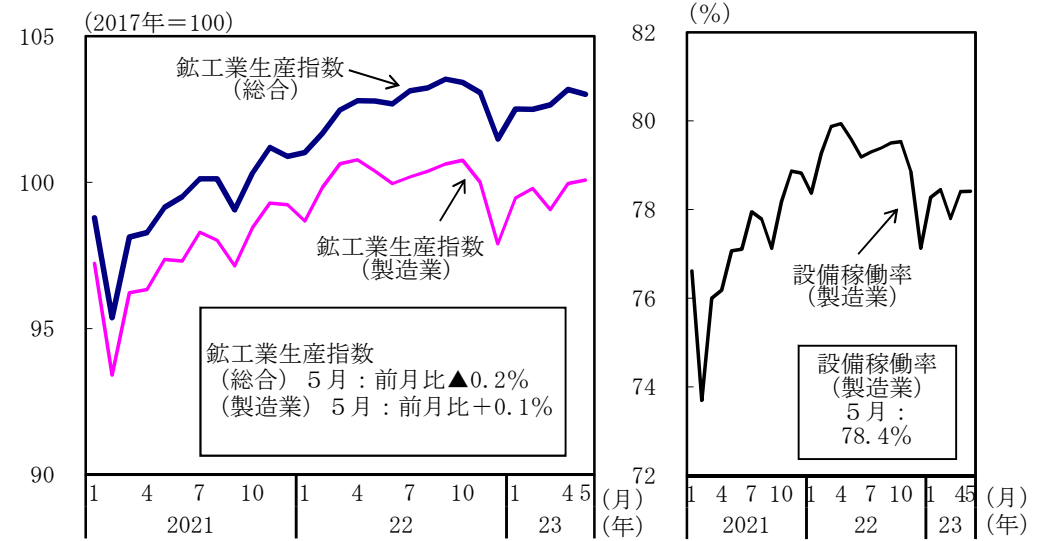 (2017年＝100)
105
100
95
90
鉱工業生産指数
（総合）
鉱工業生産指数
（製造業）
鉱工業生産指数
（総合）５月：前月比▲0.2%
（製造業）５月：前月比＋0.1%
1 4 7 10 1 4 7 10 1 4 5 (月)
2021 22 23 (年)
(%)
82
80
78
76
74
72
設備稼働率
（製造業）
設備稼働率
（製造業）
５月：
78.4%
1 4 7 10 1 4 7 10 1 45 (月)
2021 22 23 (年)